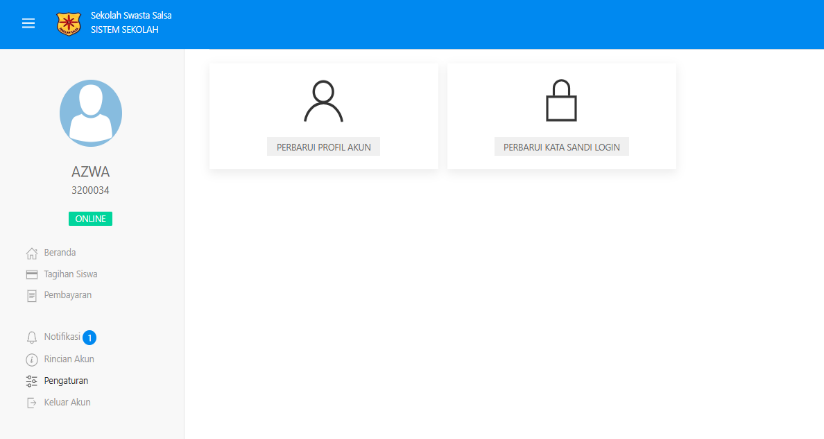 Sekolah Swasta Salsa
SISTEM SEKOLAH
AZWA
3200034
ONLINE
Beranda
Tagihan Siswa
Pembayaran
Notifikasi 1
Rincian Akun
Pengaturan
Keluar Akun
PERBARUI PROFIL AKUN
PERBARUI KATA SANDI LOGIN